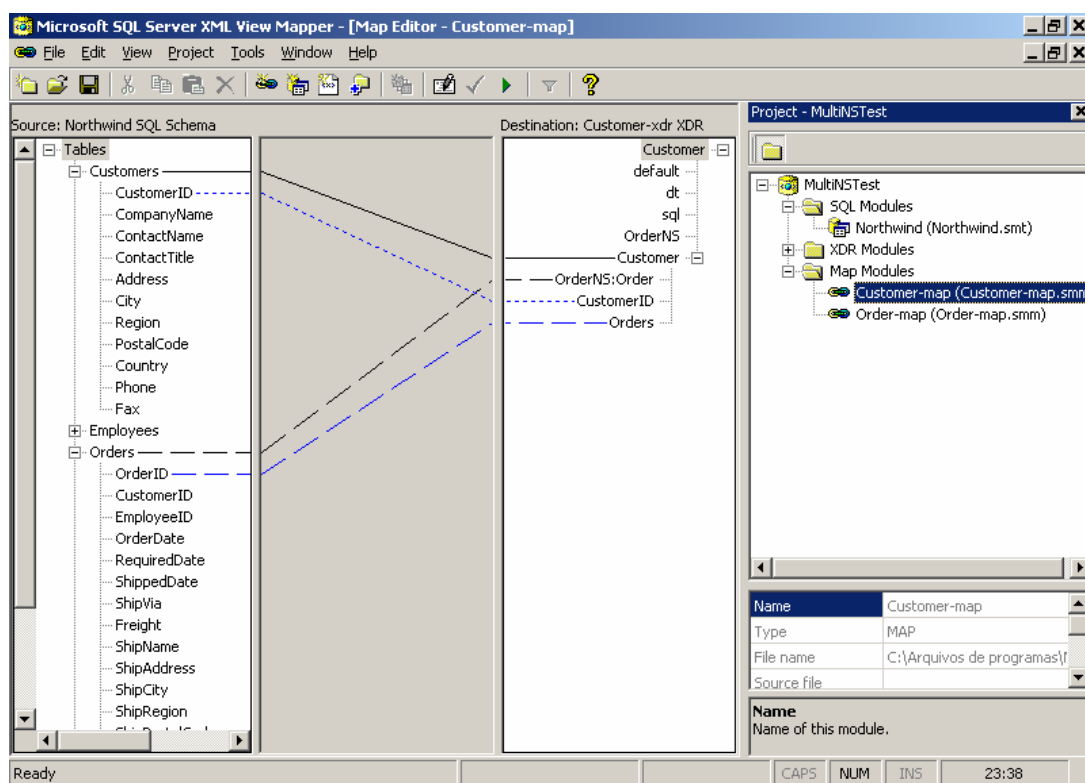 Microsoft SQL Server XML View Mapper - [Map Editor - Customer-map]
File Edit View Project Tools Window Help
Source: Northwind SQL Schema
Destination: Customer-xdr XDR
Tables
Customers
CustomerID
CompanyName
ContactName
ContactTitle
Address
City
Region
PostalCode
Country
Phone
Fax
Employees
Orders
OrderID
CustomerID
EmployeeID
OrderDate
RequiredDate
ShippedDate
ShipVia
Freight
ShipName
ShipAddress
ShipCity
ShipRegion
Customer
default
dt
sql
OrderNS
Customer
OrderNS:Order
CustomerID
Orders
Project - MultiNSTest
MultiNSTest
SQL Modules
Northwind (Northwind.smt)
XDR Modules
Map Modules
Customer-map (Customer-map.smm
Order-map (Order-map.smm)
Name Customer-map
Type MAP
File name C:\Arquivos de programas\
Source file
Name
Name of this module.
Ready
CAPS NUM INS 23:38